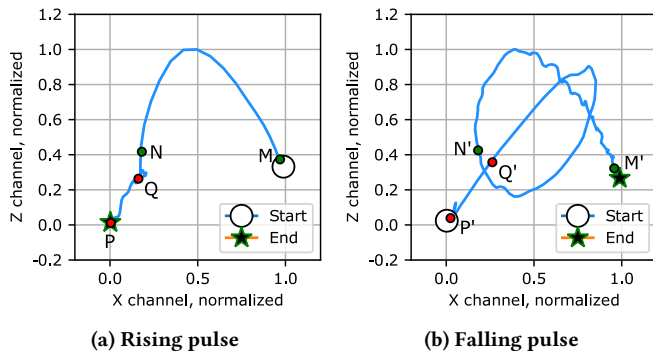 1.2
1.0
0.8
0.6
0.4
0.2
0.0
-0.2
Z channel, normalized
N
M
Q
P
Start
End
0.0 0.5 1.0
X channel, normalized
(a) Rising pulse
1.2
1.0
0.8
0.6
0.4
0.2
0.0
-0.2
Z channel, normalized
N'
Q'
M'
P'
Start
End
0.0 0.5 1.0
X channel, normalized
(b) Falling pulse